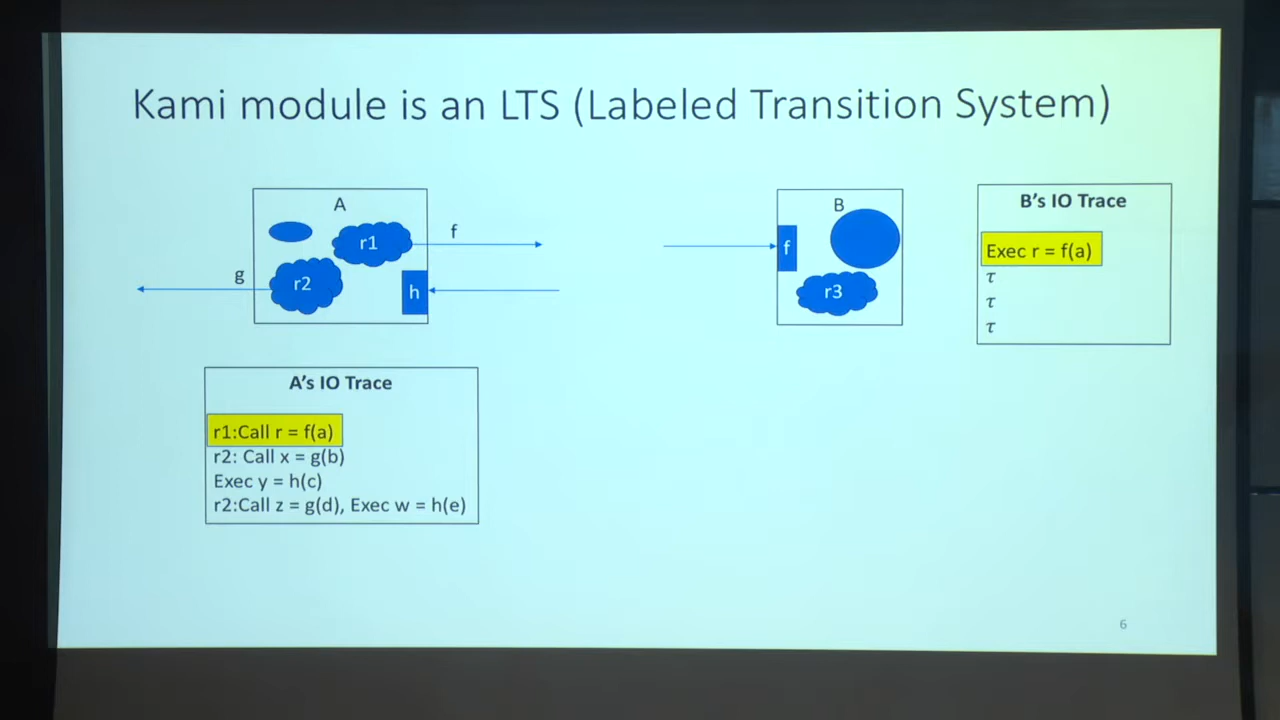 Kami module is an LTS (Labeled Transition System)
A
r1
f
g
r2
h
B
f
r3
B's IO Trace
Exec r = f(a)
τ
τ
τ
A's IO Trace
r1:Call r = f(a)
r2: Call x = g(b)
Exec y = h(c)
r2:Call z = g(d), Exec w = h(e)
6